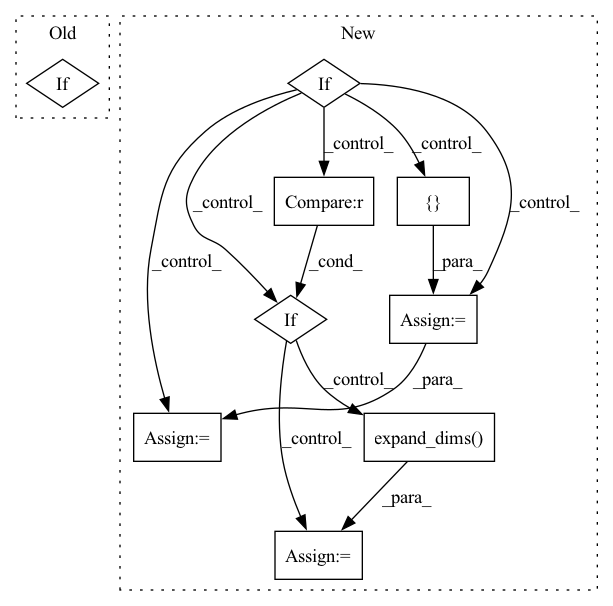 Old
New
If
If
_control_
_control_
_control_
Compare:r
{}
_control_
_control_
_cond_
_para_
_control_
If
Assign:=
_control_
_para_
Assign:=
expand_dims()
_control_
_para_
Assign:=